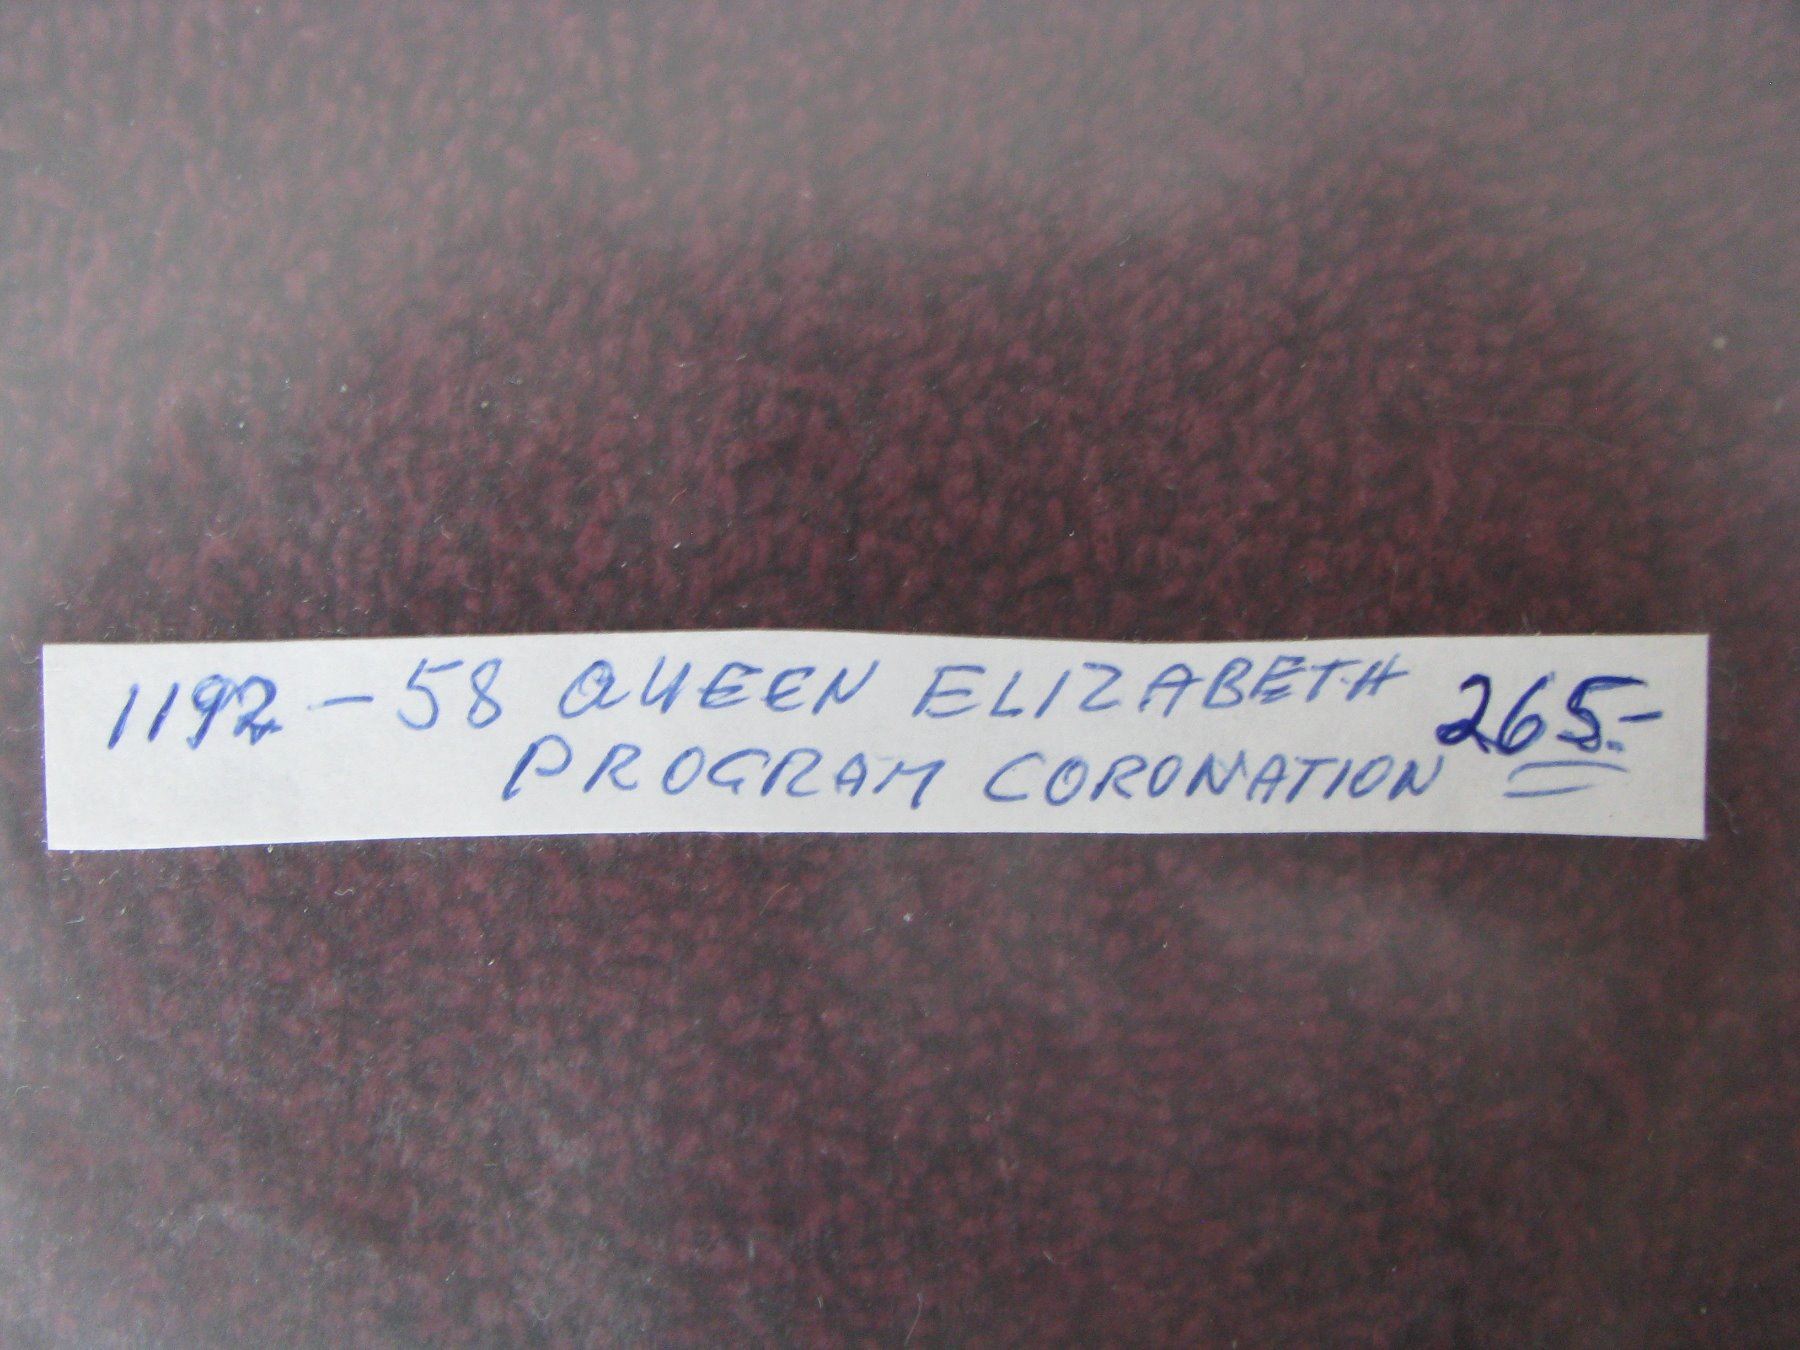 1192 - 58 QUEEN ELIZABETH 265.-
PROGRAM CORONATION